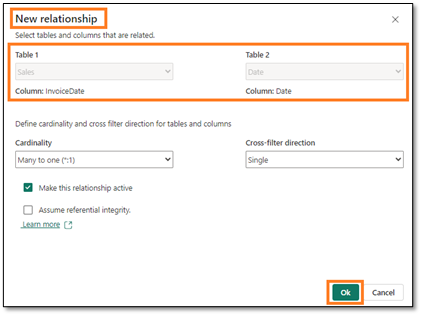 New relationship
Select tables and columns that are related.
Table 1 Table 2
Sales Date
Column: InvoiceDate Column: Date
Define cardinality and cross filter direction for tables and columns
Cardinality Cross-filter direction
Many to one (*:1) Single
Make this relationship active
Assume referential integrity.
Learn more
Ok Cancel